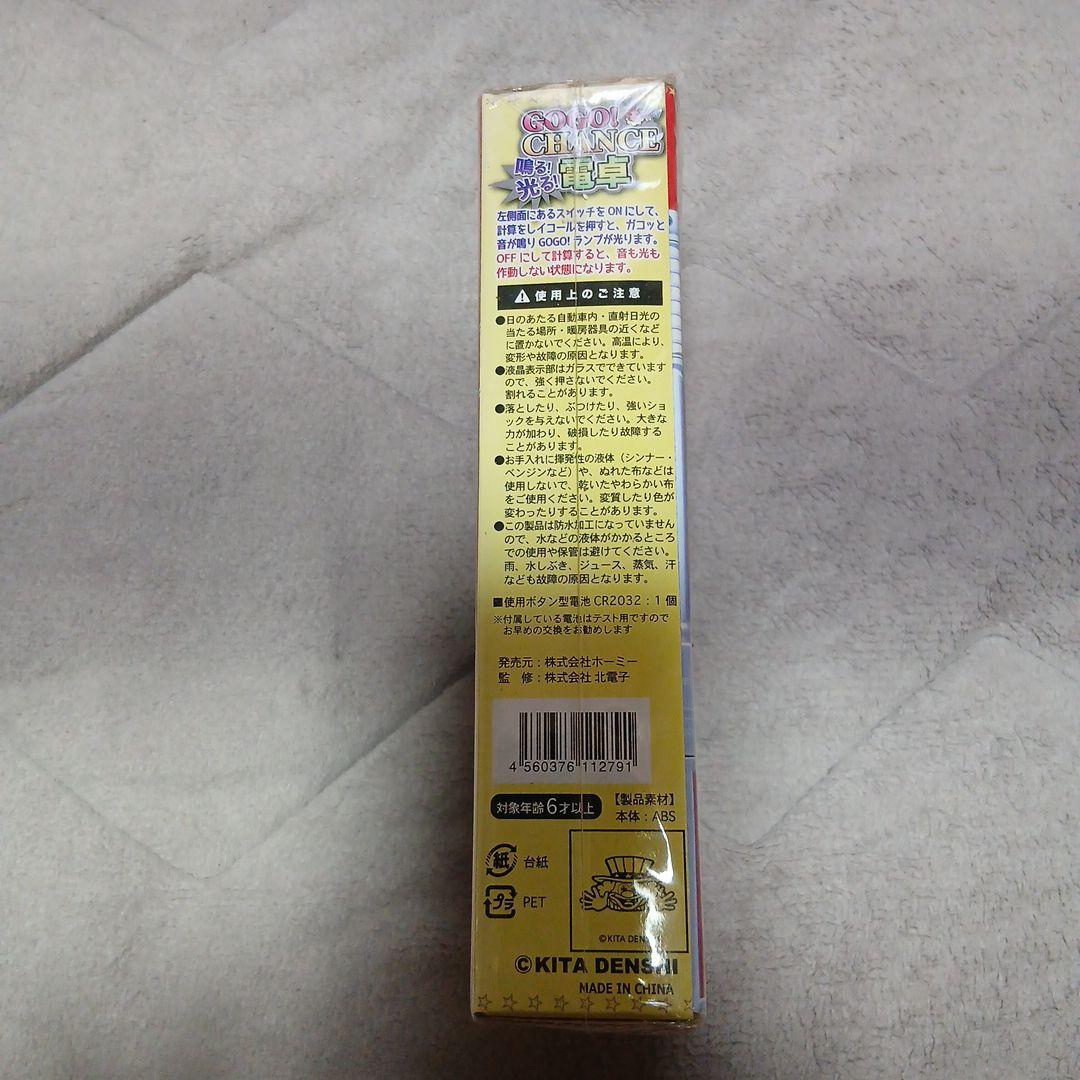 GOGO!
CHANCE
鳴る!
光る!
電卓
左側面にあるスイッチを ON にして、
計算をしイコールを押すと、ガコッと
音が鳴り GOGO! ランプが光ります。
OFF にして計算すると、音も光も
作動しない状態になります。
使用上のご注意
●日のあたる自動車内・直射日光の
当たる場所・暖房器具の近くなど
に置かないでください。高温により、
変形や故障の原因となります。
●液晶表示部はガラスでできています
ので、強く押さないでください。
割れることがあります。
●落としたり、ぶつけたり、強いショ
ックを与えないでください。大きな
力が加わり、破損したり故障する
ことがあります。
●お手入れに揮発性の液体（シンナー・
ベンジンなど）や、ぬれた布などは
使用しないで、乾いたやわらかい布
をご使用ください。変質したり色が
変わったりすることがあります。
●この製品は防水加工になっていません
ので、水などの液体がかかるところ
での使用や保管は避けてください。
雨、水しぶき、ジュース、蒸気、汗
なども故障の原因となります。
■使用ボタン型電池 CR2032：1 個
※付属している電池はテスト用ですので
お早めの交換をお勧めします
発売元：株式会社ホーミー
監　修：株式会社 北電子
4 560376 112791
対象年齢6才以上
【製品素材】
本体：ABS
紙 台紙
プラ PET
©KITA DENSHI
©KITA DENSHI
MADE IN CHINA